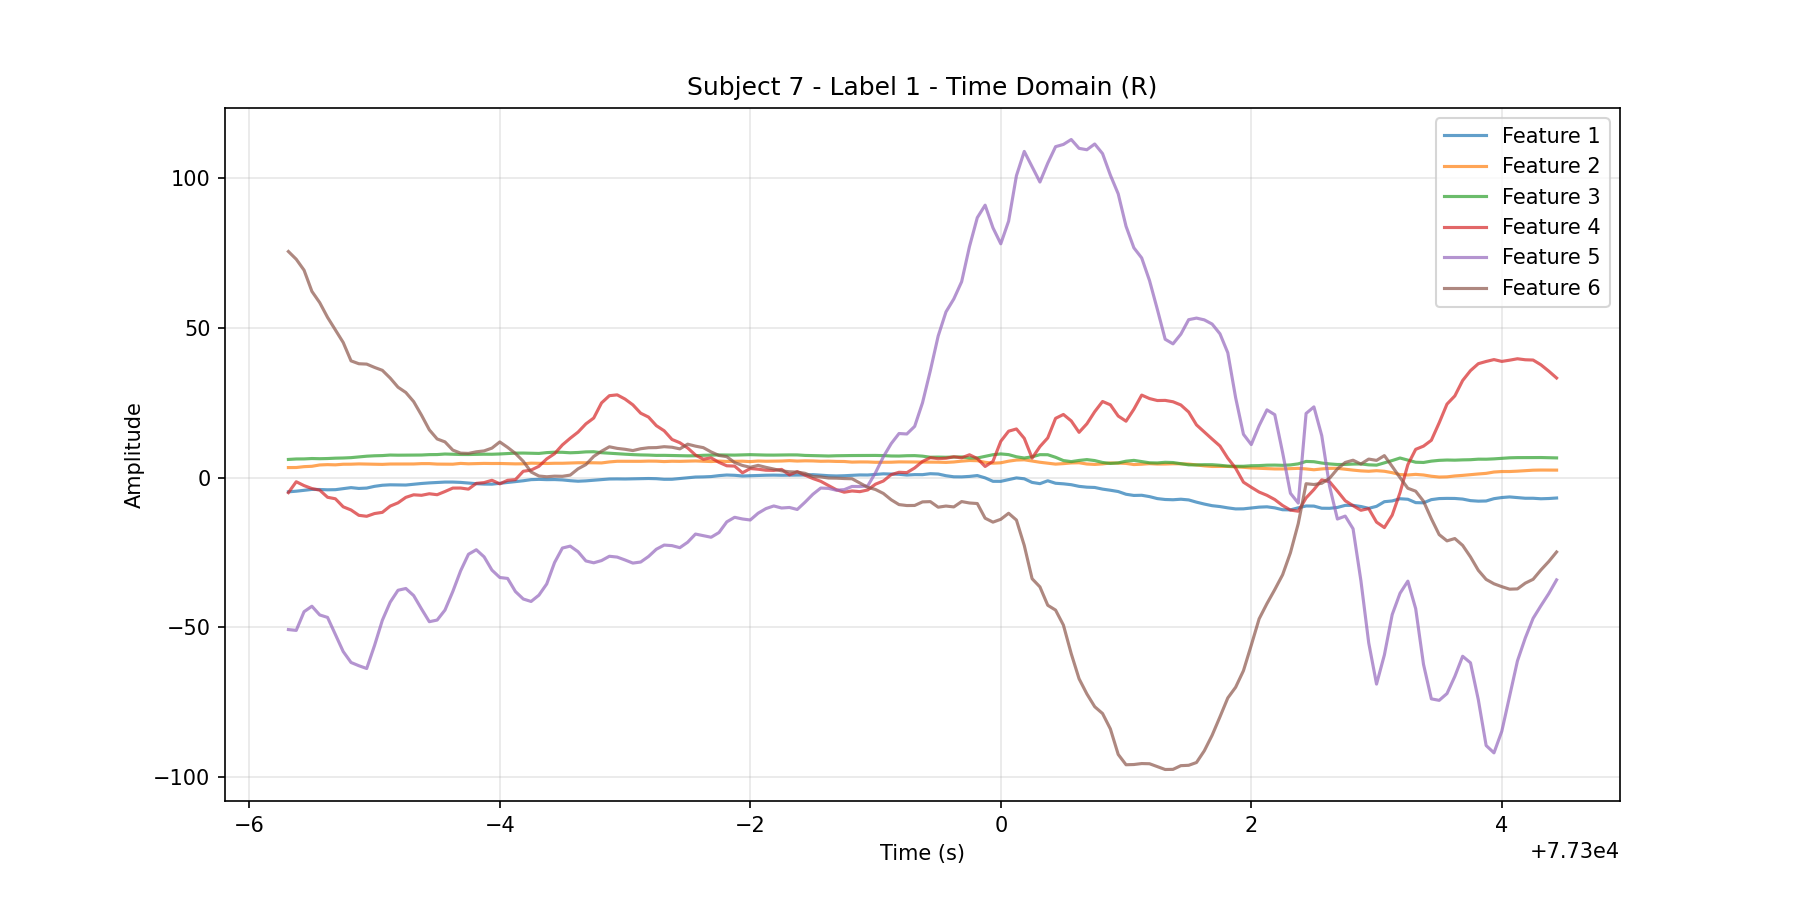 Subject 7 - Label 1 - Time Domain (R)
Feature 1
Feature 2
Feature 3
Feature 4
Feature 5
Feature 6
Amplitude
100
50
0
−50
−100
−6
−4
−2
0
2
4
Time (s)
+7.73e4